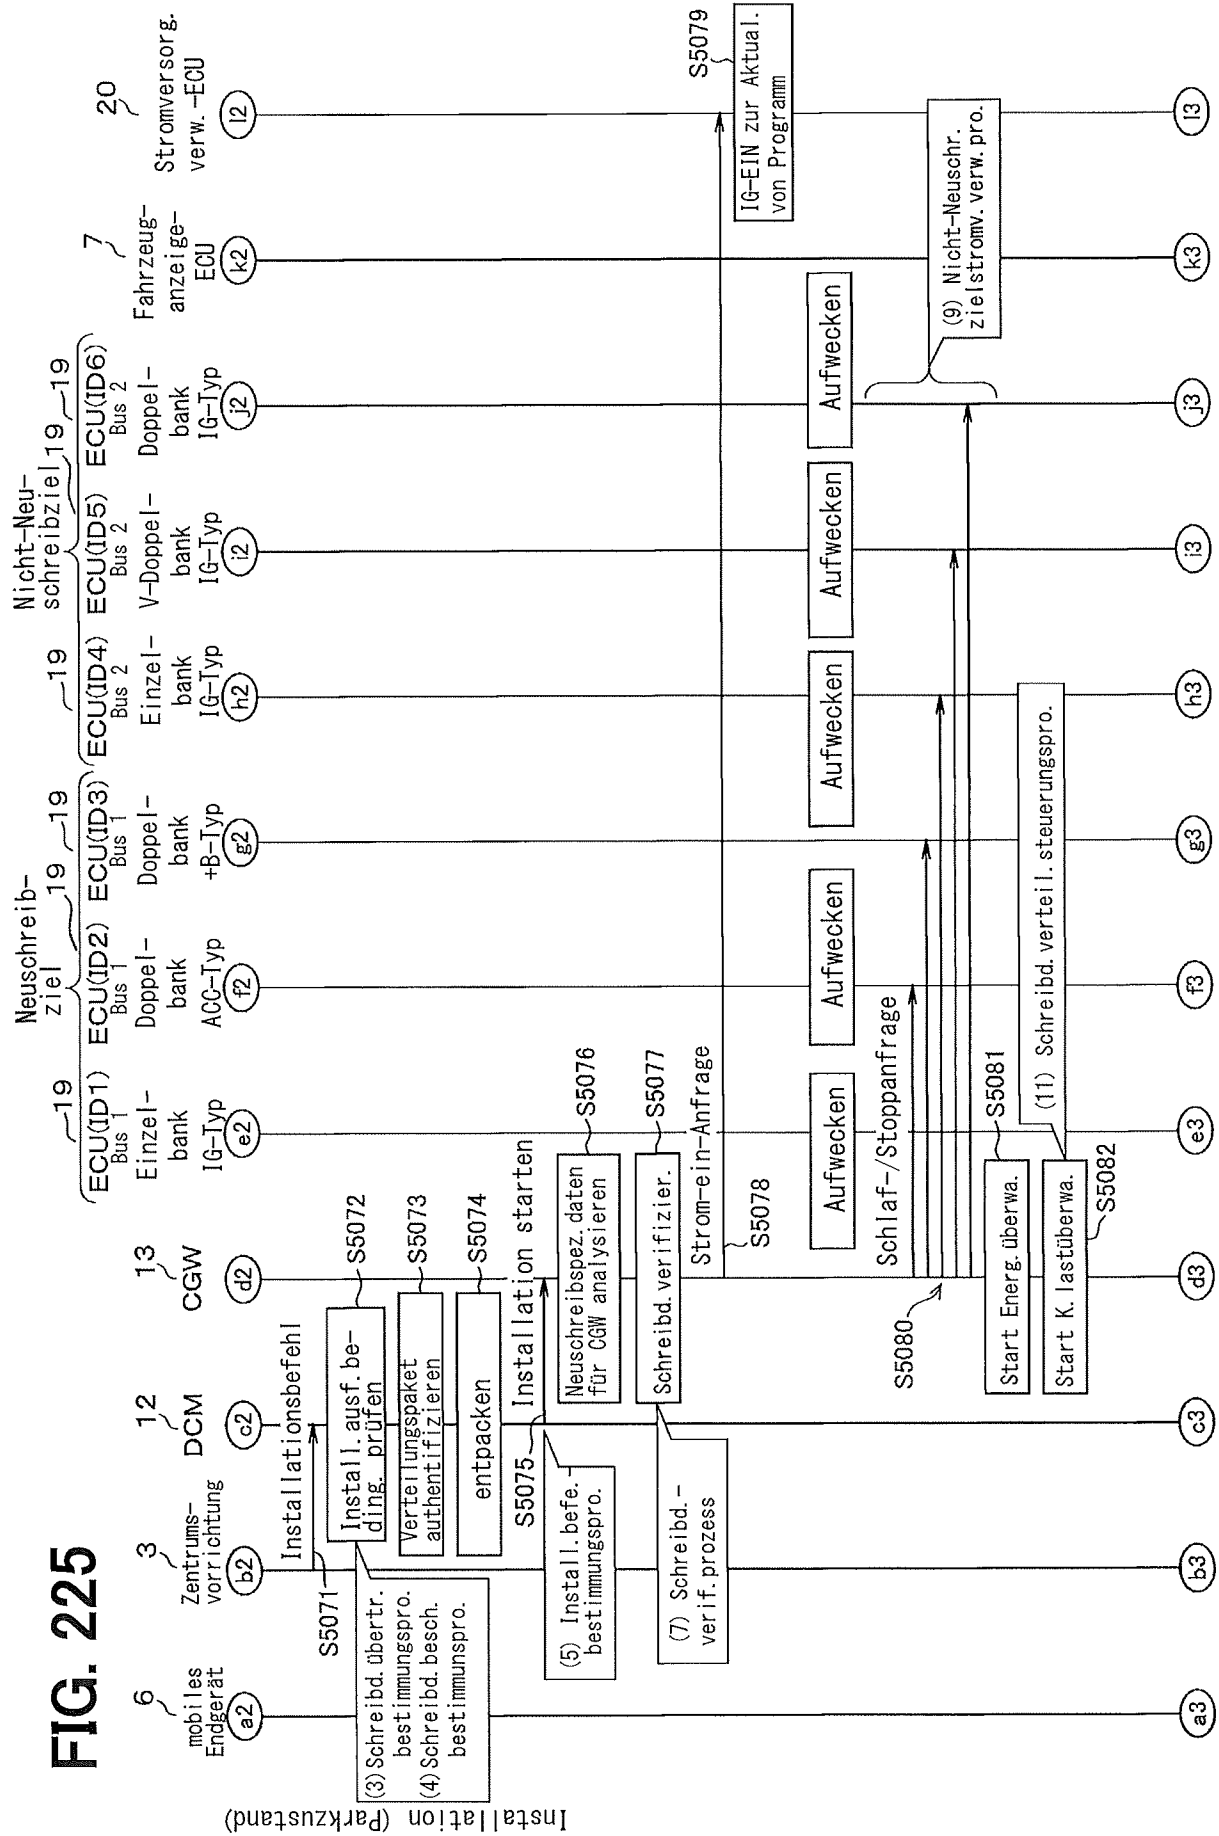 FIG. 225
Installation (Parkzustand)
6
mobiles
Endgerät
a2
3
Zentrums-
vorrichtung
b2
12
DCM
c2
13
CGW
d2
Neuschreib-
ziel
19
ECU(ID1)
Bus 1
Einzel-
bank
IG-Typ
e2
19
ECU(ID2)
Bus 1
Doppel-
bank
ACC-Typ
f2
19
ECU(ID3)
Bus 1
Doppel-
bank
+B-Typ
g2
Nicht-Neu-
schreibziel
19
ECU(ID4)
Bus 2
Einzel-
bank
IG-Typ
h2
19
ECU(ID5)
Bus 2
V-Doppel-
bank
IG-Typ
i2
19
ECU(ID6)
Bus 2
Doppel-
bank
IG-Typ
j2
7
Fahrzeug-
anzeige-
ECU
k2
20
Stromversorg.
verw.-ECU
l2
Installationsbefehl
S5071
Install.ausf.be-
ding. prüfen
S5072
(3)Schreibd.übertr.
bestimmungspro.
(4)Schreibd.besch.
bestimmunspro.
Verteilungspaket
authentifizieren
S5073
entpacken
S5074
Installation starten
S5075
(5) Install.befe.-
bestimmungspro.
Neuschreibspez.daten
für CGW analysieren
S5076
Schreibd.verifizier.
S5077
(7) Schreibd.-
verif.prozess
Strom-ein-Anfrage
S5078
S5079
IG-EIN zur Aktual.
von Programm
Aufwecken
Aufwecken
Aufwecken
Aufwecken
Aufwecken
Schlaf-/Stoppanfrage
S5080
(9) Nicht-Neuschr.
zielstromv.verw.pro.
Start Energ.überwa.
S5081
Start K.lastüberwa.
S5082
(11) Schreibd.verteil.steuerungspro.
a3
b3
c3
d3
e3
f3
g3
h3
i3
j3
k3
l3